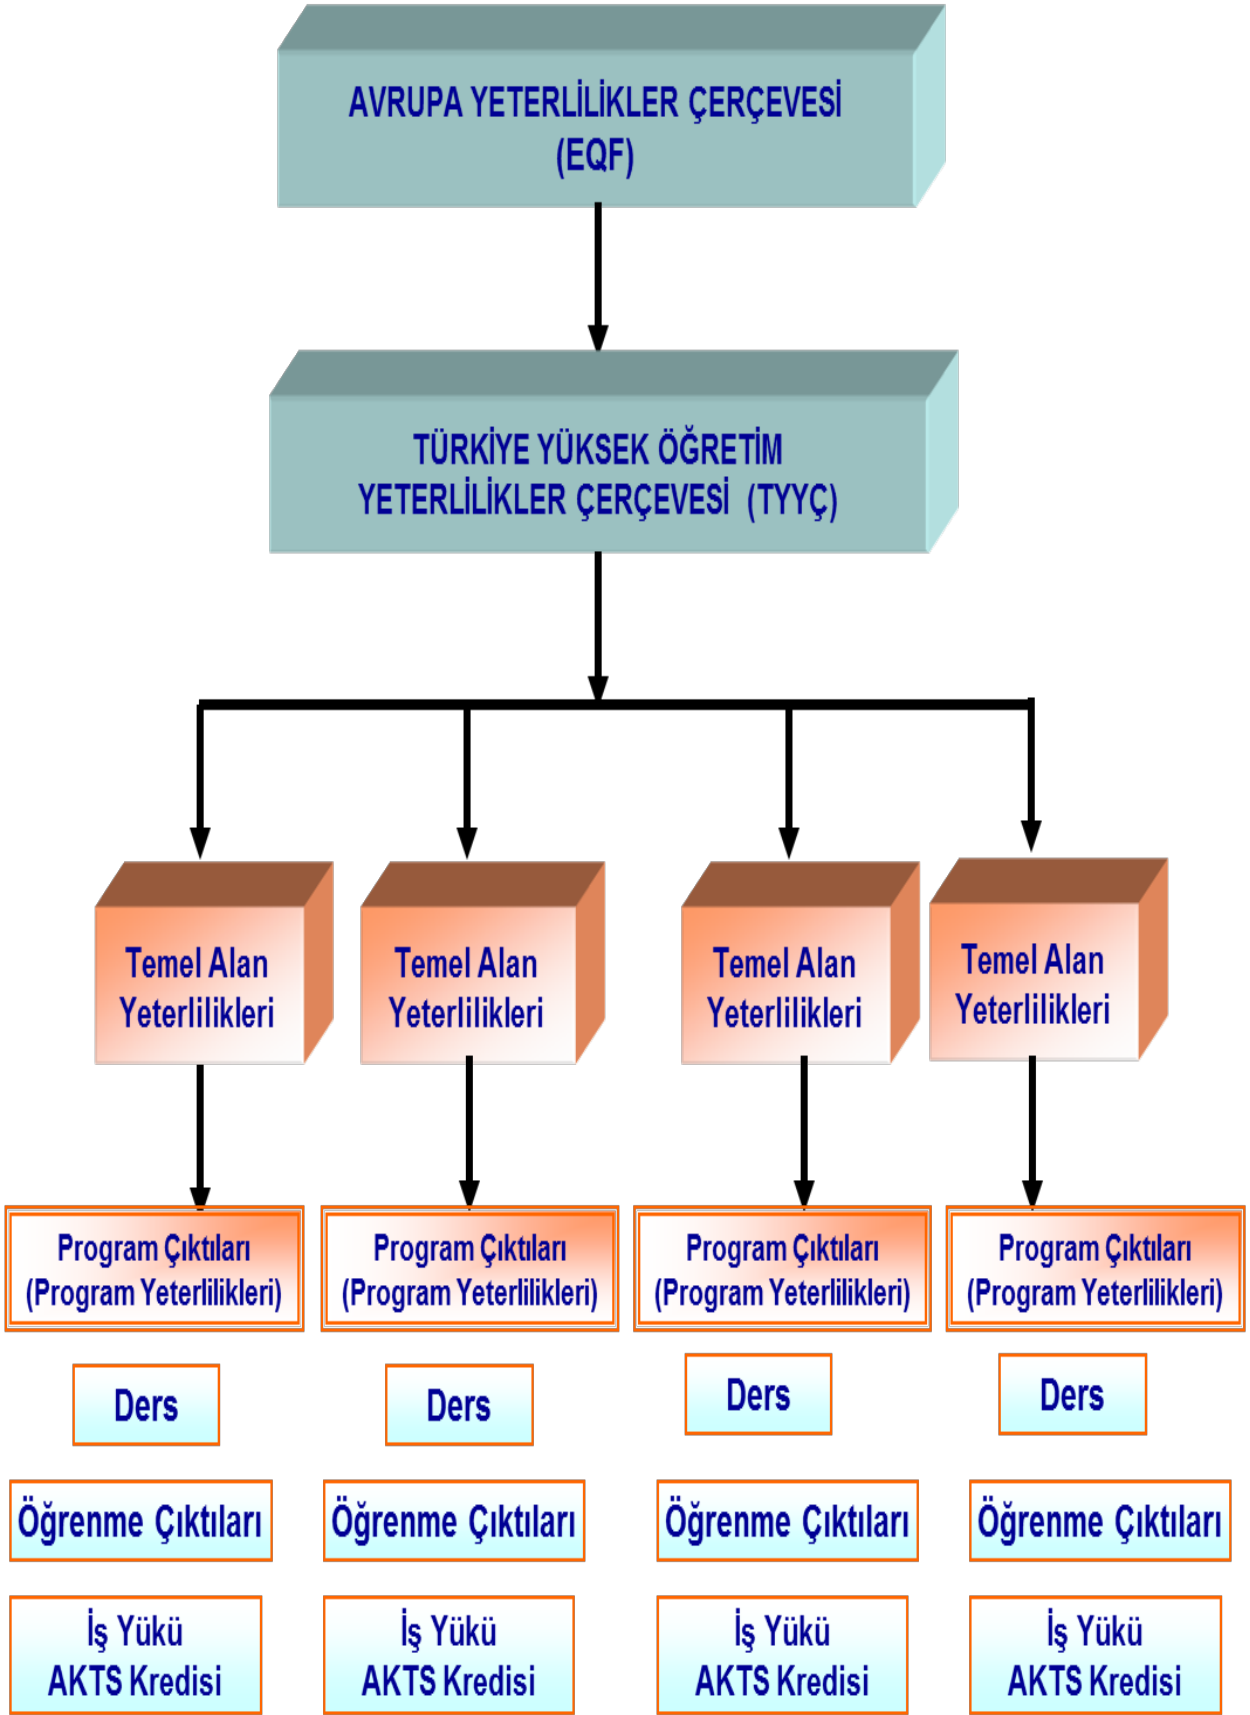 AVRUPA YETERLİLİKLER ÇERÇEVESİ
(EQF)
TÜRKİYE YÜKSEK ÖĞRETİM
YETERLİLİKLER ÇERÇEVESİ (TYYÇ)
Temel Alan
Yeterlilikleri
Temel Alan
Yeterlilikleri
Temel Alan
Yeterlilikleri
Temel Alan
Yeterlilikleri
Program Çıktıları
(Program Yeterlilikleri)
Program Çıktıları
(Program Yeterlilikleri)
Program Çıktıları
(Program Yeterlilikleri)
Program Çıktıları
(Program Yeterlilikleri)
Ders
Ders
Ders
Ders
Öğrenme Çıktıları
Öğrenme Çıktıları
Öğrenme Çıktıları
Öğrenme Çıktıları
İş Yükü
AKTS Kredisi
İş Yükü
AKTS Kredisi
İş Yükü
AKTS Kredisi
İş Yükü
AKTS Kredisi